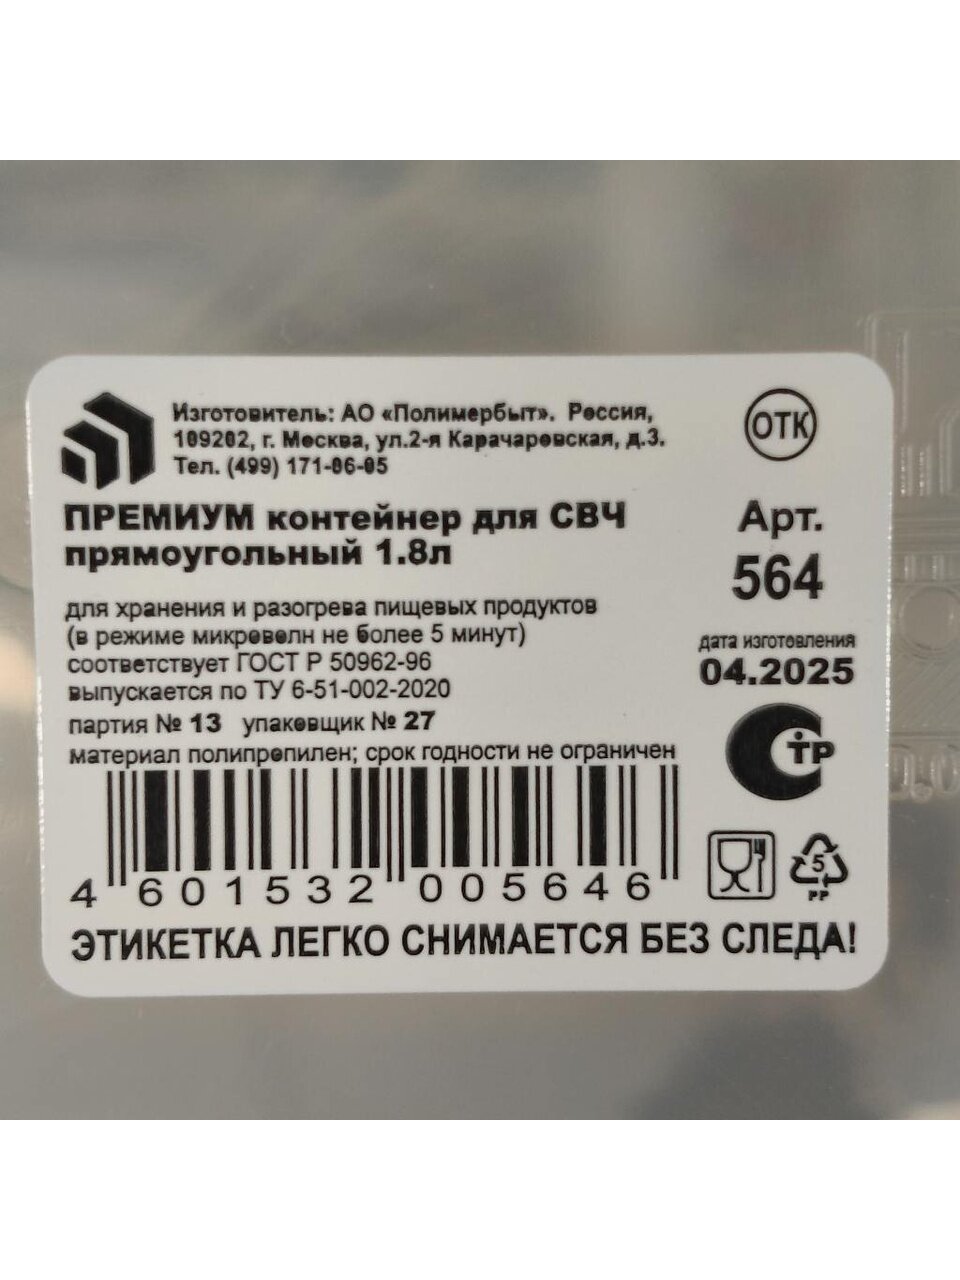 Изготовитель: АО «Полимербыт». Россия,
109202, г. Москва, ул.2-я Карачаровская, д.3.
Тел. (499) 171-06-05
ОТК
ПРЕМИУМ контейнер для СВЧ
прямоугольный 1.8л
Арт.
564
для хранения и разогрева пищевых продуктов
(в режиме микроволн не более 5 минут)
соответствует ГОСТ Р 50962-96
выпускается по ТУ 6-51-002-2020
партия № 13 упаковщик № 27
материал полипропилен; срок годности не ограничен
дата изготовления
04.2025
ТР
4 601532 005646
5
PP
ЭТИКЕТКА ЛЕГКО СНИМАЕТСЯ БЕЗ СЛЕДА!